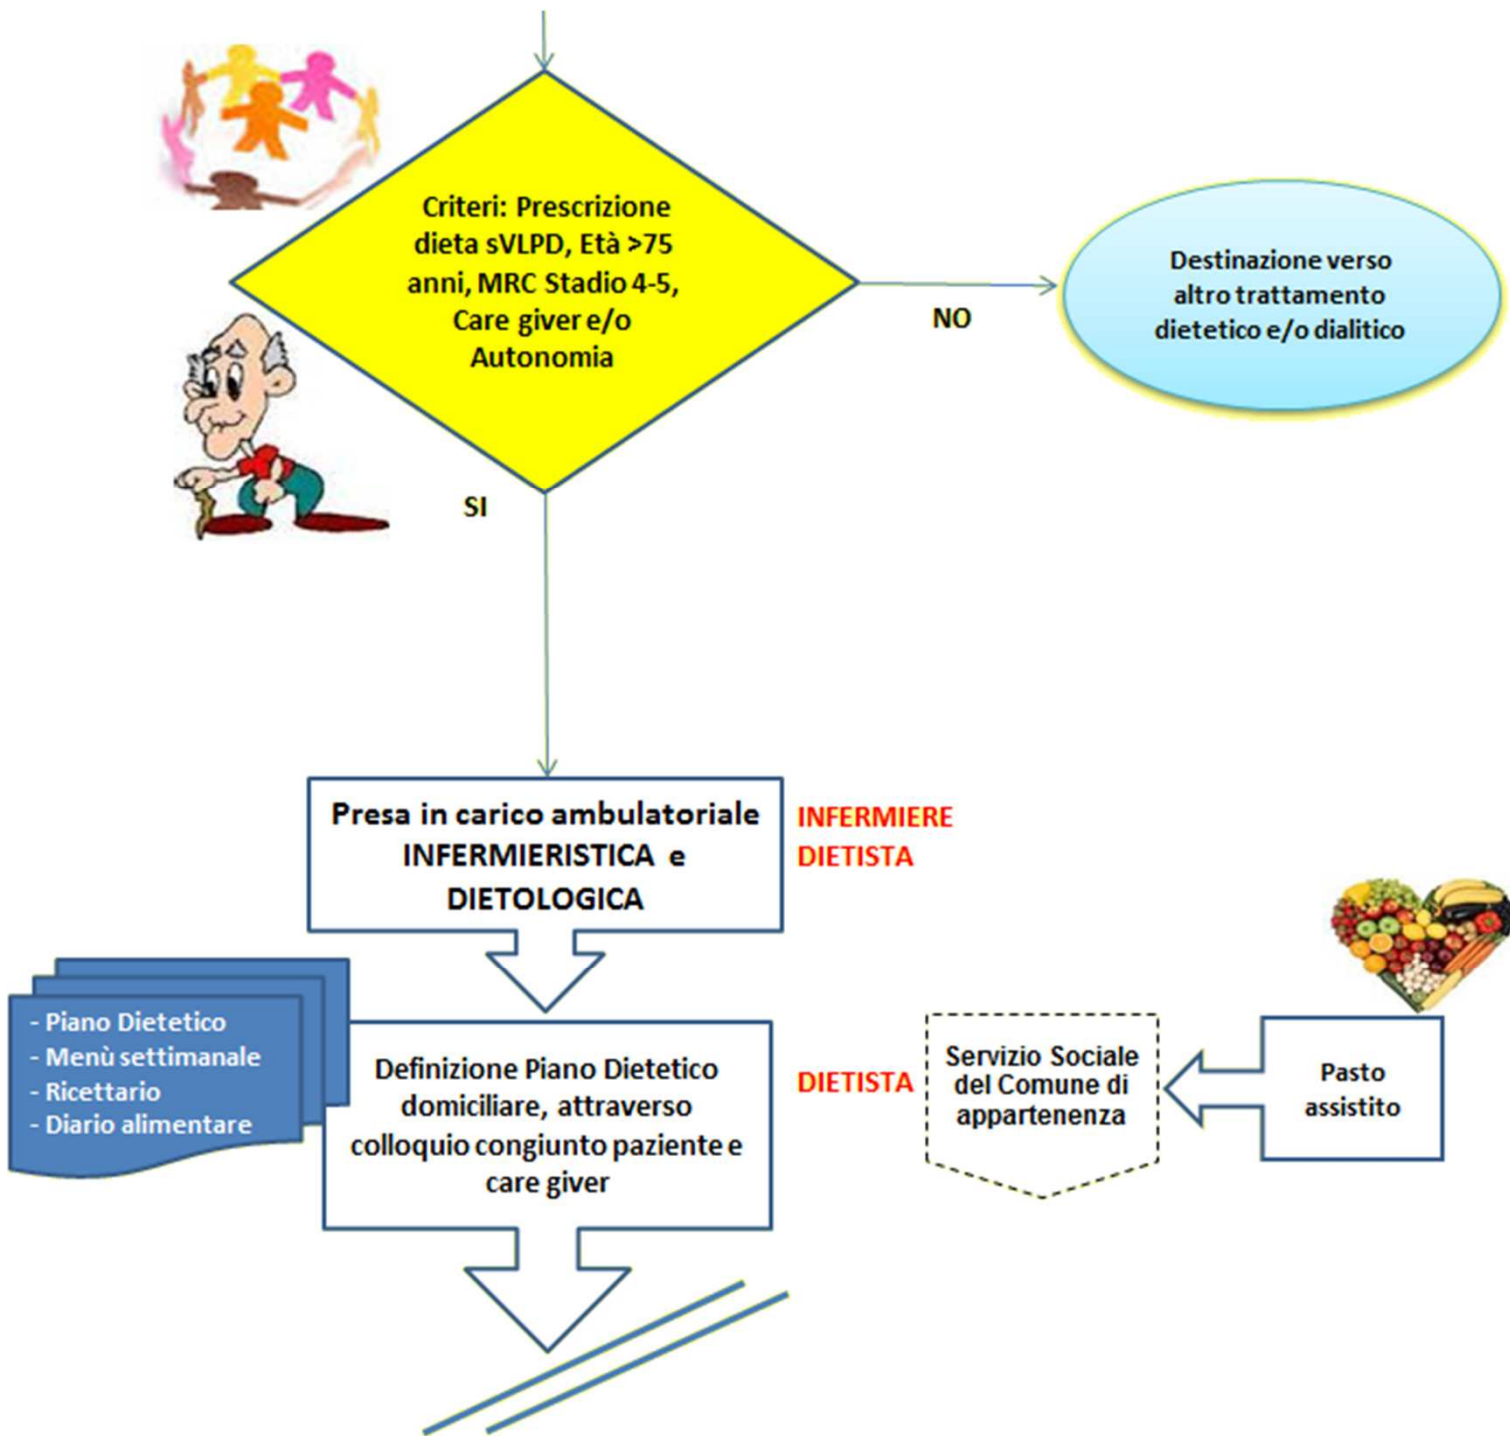 Criteri: Prescrizione
dieta sVLPD, Età >75
anni, MRC Stadio 4-5,
Care giver e/o
Autonomia
NO
Destinazione verso
altro trattamento
dietetico e/o dialitico
SI
Presa in carico ambulatoriale
INFERMIERISTICA e
DIETOLOGICA
INFERMIERE
DIETISTA
- Piano Dietetico
- Menù settimanale
- Ricettario
- Diario alimentare
Definizione Piano Dietetico
domiciliare, attraverso
colloquio congiunto paziente e
care giver
DIETISTA
Servizio Sociale
del Comune di
appartenenza
Pasto
assistito